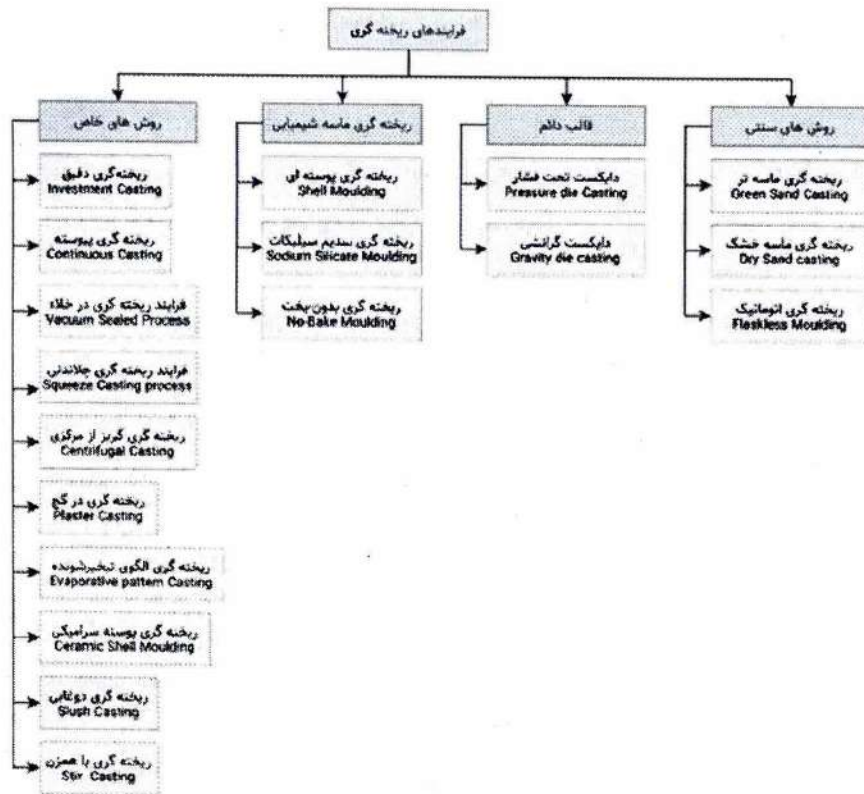 فرایندهای ریخته گری
روش های سنتی
ریخته گری ماسه تر
Green Sand Casting
ریخته گری ماسه خشک
Dry Sand casting
ریخته گری اتوماتیک
Flaskless Moulding
قالب دائم
دایکست تحت فشار
Pressure die Casting
دایکست گرانشی
Gravity die casting
ریخته گری ماسه شیمیایی
ریخته گری پوسته ای
Shell Moulding
ریخته گری سدیم سیلیکات
Sodium Silicate Moulding
ریخته گری بدون پخت
No-Bake Moulding
روش های خاص
ریخته‌گری دقیق
Investment Casting
ریخته گری پیوسته
Continuous Casting
فرایند ریخته گری در خلاء
Vacuum Sealed Process
فرایند ریخته گری چلاندنی
Squeeze Casting process
ریخته گری گریز از مرکزی
Centrifugal Casting
ریخته گری در گچ
Plaster Casting
ریخته گری الگوی تبخیرشونده
Evaporative pattern Casting
ریخته گری پوسته سرامیکی
Ceramic Shell Moulding
ریخته گری دوغابی
Slush Casting
ریخته گری با همزن
Stir Casting